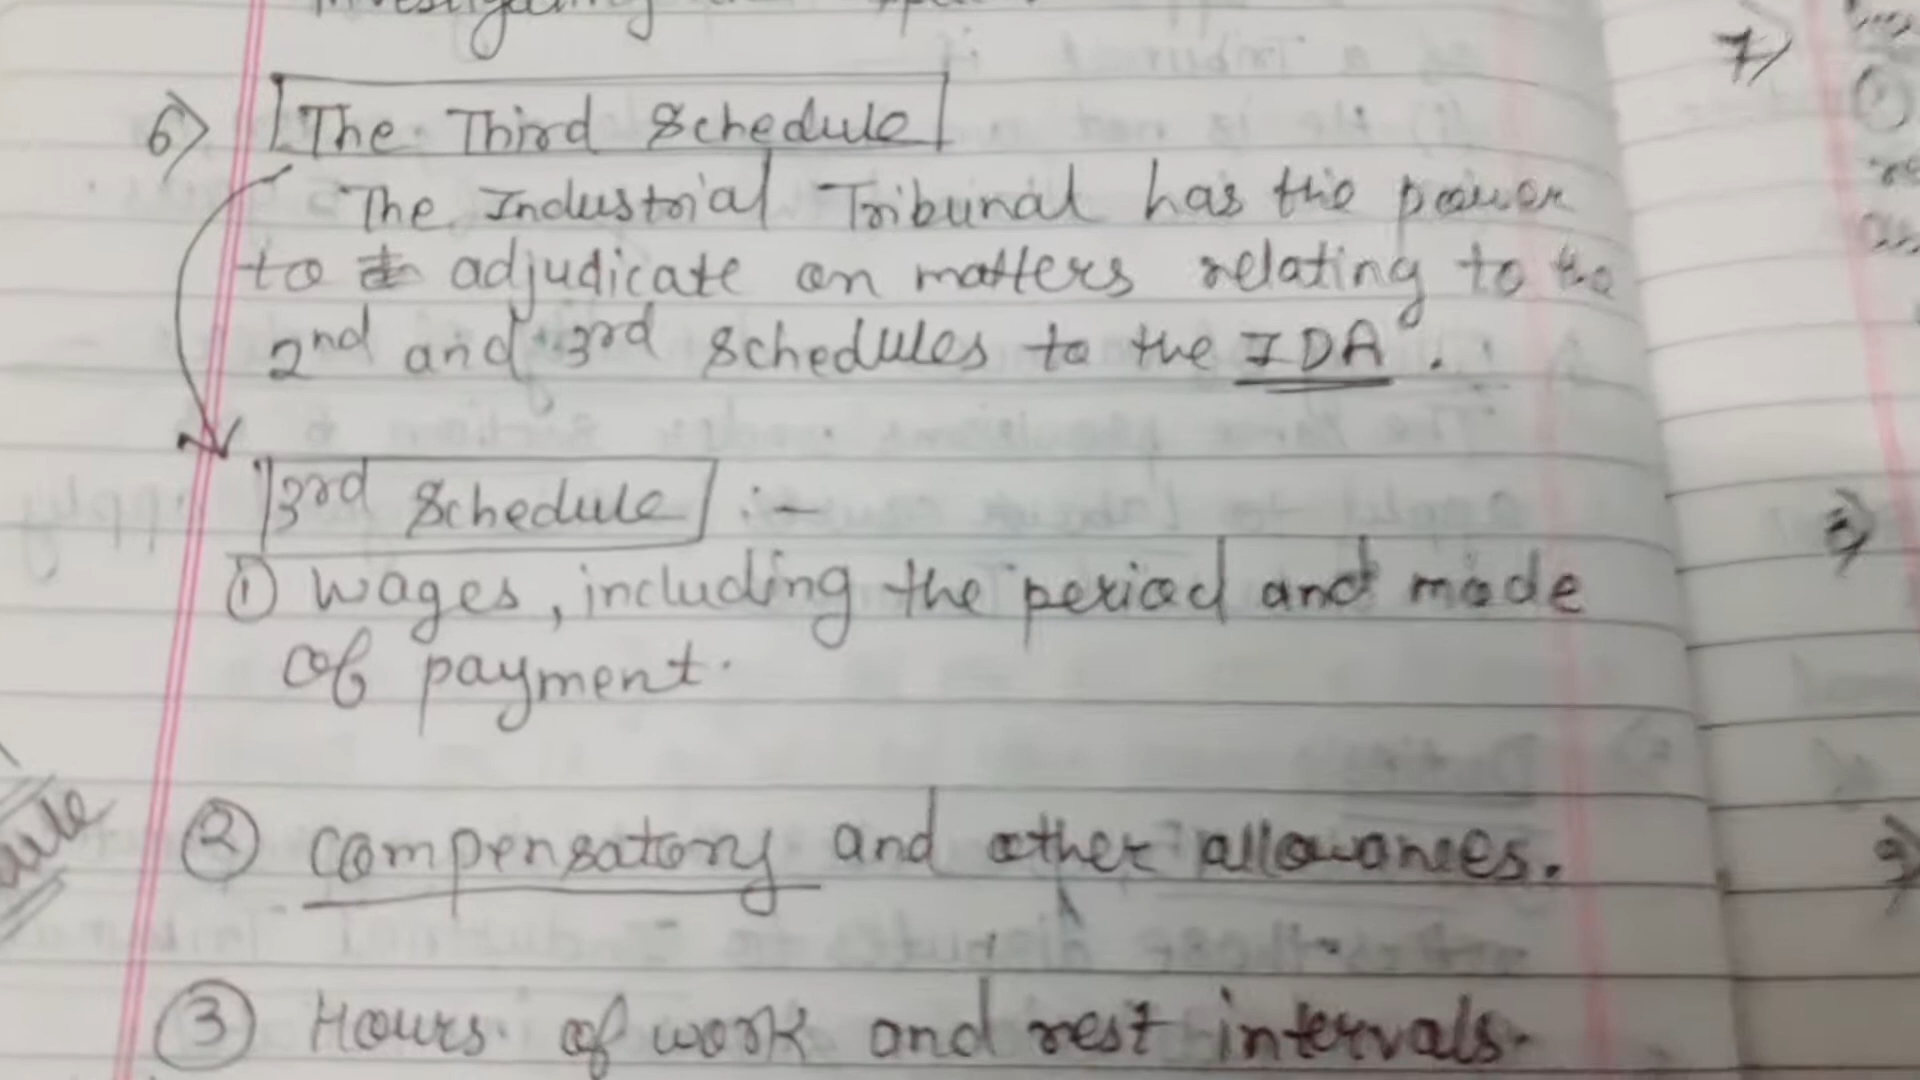 6) The Third Schedule
The Industrial Tribunal has the power
to adjudicate on matters relating to the
2nd and 3rd schedules to the IDA.
3rd Schedule :-
① Wages, including the period and mode
of payment.
② Compensatory and other allowances.
③ Hours of work and rest intervals.
7)
9)